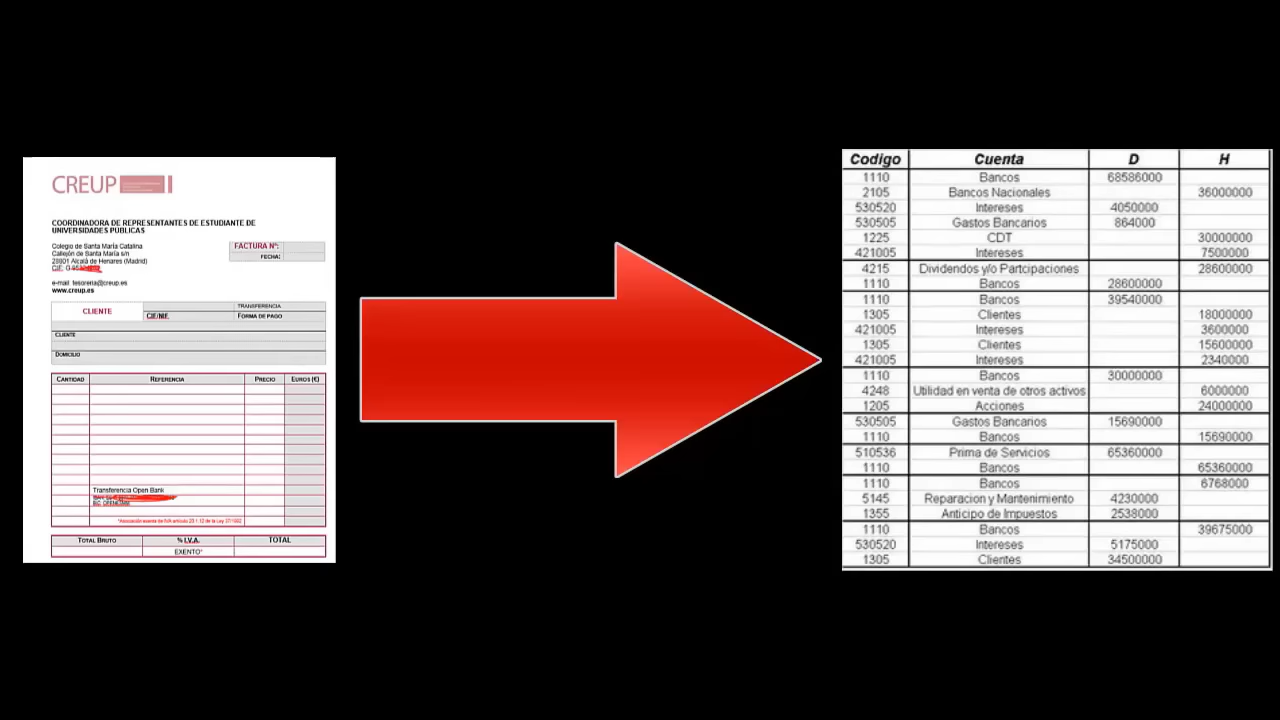 CREUP
COORDINADORA DE REPRESENTANTES DE ESTUDIANTE DE
UNIVERSIDADES PUBLICAS
Colegio de Santa María Catalina
Callejón de Santa María s/n
28801 Alcalá de Henares (Madrid)
CIF:
FACTURA Nº:
FECHA:
e-mail: tesoreria@creup.es
www.creup.es
CLIENTE
TRANSFERENCIA
CIF/NIF
FORMA DE PAGO
CLIENTE
DOMICILIO
CANTIDAD REFERENCIA PRECIO EUROS (€)
Transferencia Open Bank
TOTAL BRUTO % I.V.A. TOTAL
EXENTO*
Codigo Cuenta D H
1110 Bancos 68586000
2105 Bancos Nacionales 36000000
530520 Intereses 4050000
530505 Gastos Bancarios 864000
1225 CDT 30000000
421005 Intereses 7500000
4215 Dividendos y/o Partcipaciones 28600000
1110 Bancos 28600000
1110 Bancos 39540000
1305 Clientes 18000000
421005 Intereses 3600000
1305 Clientes 15600000
421005 Intereses 2340000
1110 Bancos 30000000
4248 Utilidad en venta de otros activos 6000000
1205 Acciones 24000000
530505 Gastos Bancarios 15690000
1110 Bancos 15690000
510536 Prima de Servicios 65360000
1110 Bancos 65360000
1110 Bancos 6768000
5145 Reparacion y Mantenimiento 4230000
1355 Anticipo de Impuestos 2538000
1110 Bancos 39675000
530520 Intereses 5175000
1305 Clientes 34500000